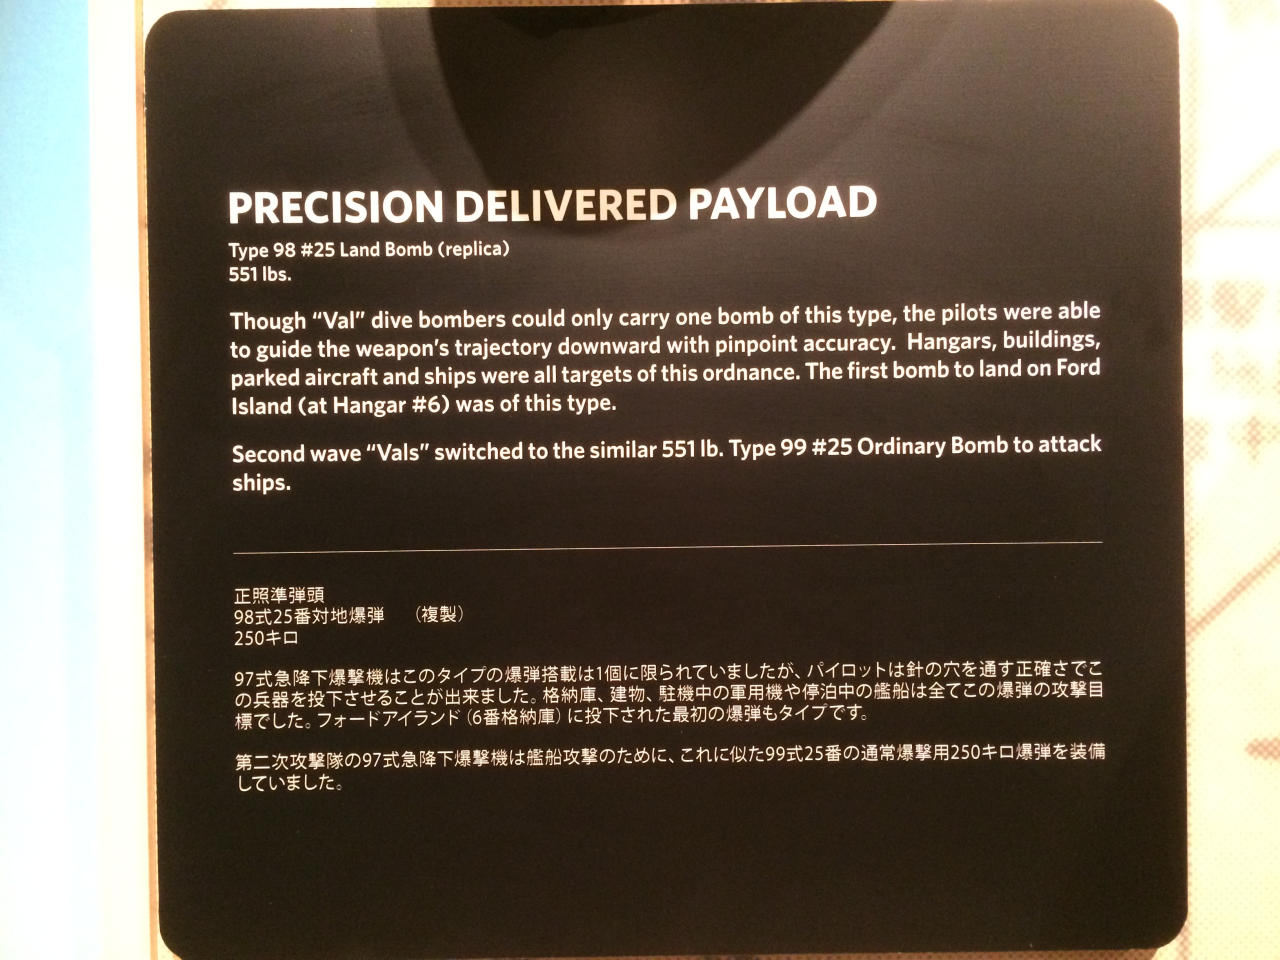 PRECISION DELIVERED PAYLOAD
Type 98 #25 Land Bomb (replica)
551 lbs.
Though “Val” dive bombers could only carry one bomb of this type, the pilots were able
to guide the weapon’s trajectory downward with pinpoint accuracy.  Hangars, buildings,
parked aircraft and ships were all targets of this ordnance. The first bomb to land on Ford
Island (at Hangar #6) was of this type.
Second wave “Vals” switched to the similar 551 lb. Type 99 #25 Ordinary Bomb to attack
ships.
正照準弾頭
98式25番対地爆弾　（複製）
250キロ
97式急降下爆撃機はこのタイプの爆弾搭載は1個に限られていましたが、パイロットは針の穴を通す正確さでこ
の兵器を投下させることが出来ました。格納庫、建物、駐機中の軍用機や停泊中の艦船は全てこの爆弾の攻撃目
標でした。フォードアイランド（6番格納庫）に投下された最初の爆弾もタイプです。
第二次攻撃隊の97式急降下爆撃機は艦船攻撃のために、これに似た99式25番の通常爆撃用250キロ爆弾を装備
していました。